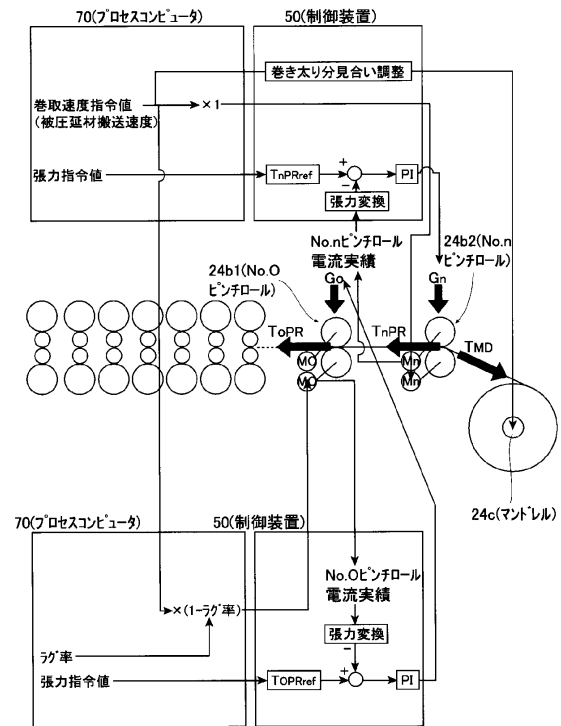 70(プロセスコンピュータ)
50(制御装置)
巻き太り分見合い調整
巻取速度指令値
(被圧延材搬送速度)
×1
張力指令値
TnPRref
+
−
PI
張力変換
No.nピンチロール
電流実績
24b1(No.O
ピンチロール)
Go
24b2(No.n
ピンチロール)
Gn
ToPR
TnPR
TMD
MO
MO
Mn
Mn
24c(マンドレル)
70(プロセスコンピュータ)
50(制御装置)
No.Oピンチロール
電流実績
×(1−ラグ率)
張力変換
−
ラグ率
張力指令値
TOPRref
+
PI